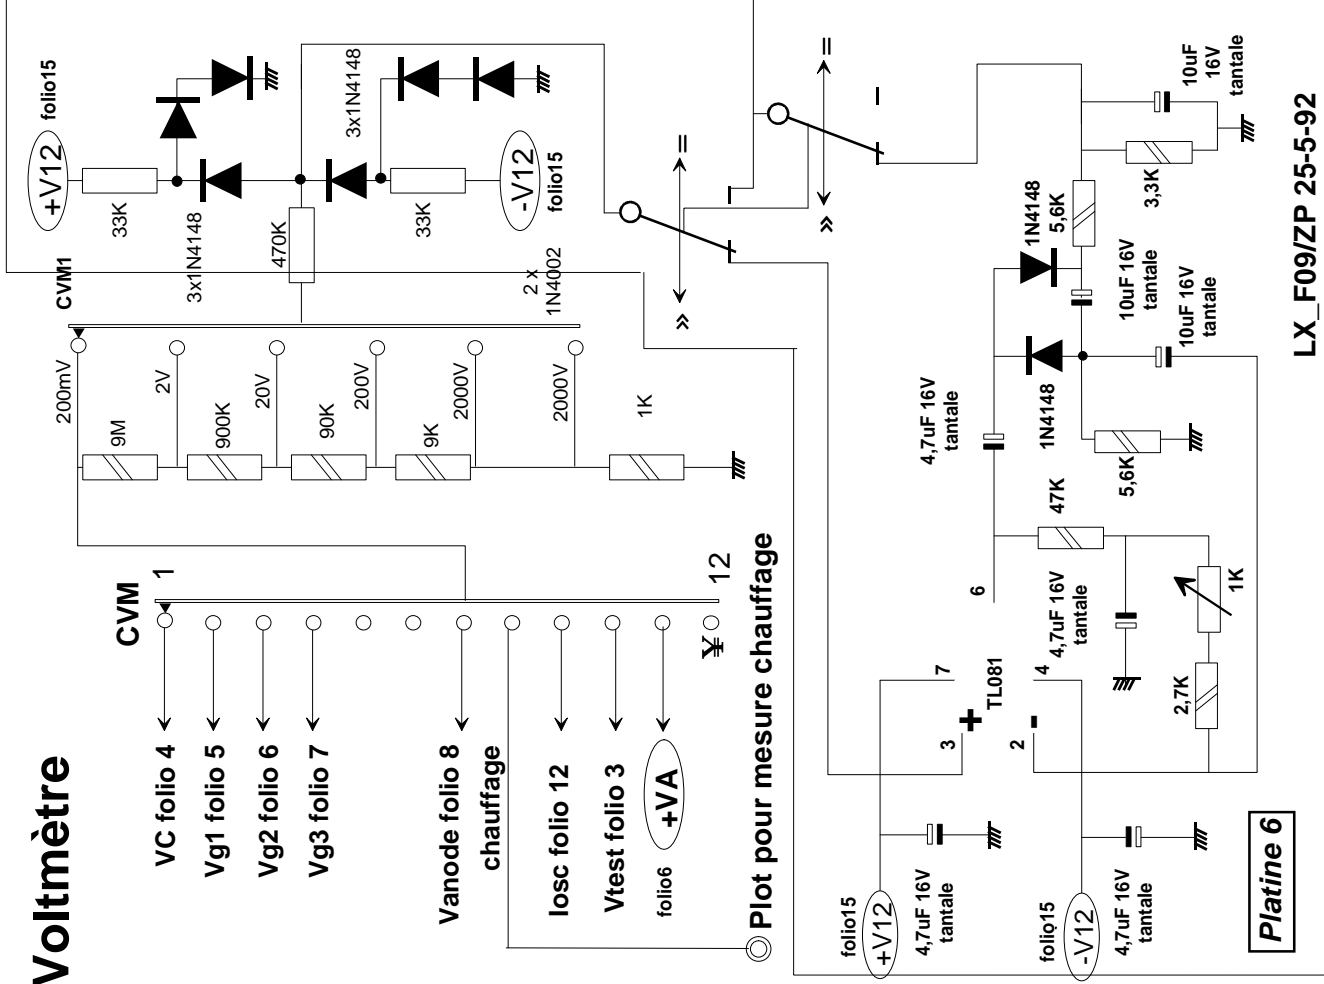 Voltmètre
CVM
1
12
VC folio 4
Vg1 folio 5
Vg2 folio 6
Vg3 folio 7
Vanode folio 8
chauffage
Iosc folio 12
Vtest folio 3
+VA
folio6
Plot pour mesure chauffage
CVM1
200mV
2V
20V
200V
2000V
2000V
9M
900K
90K
9K
1K
folio15
+V12
33K
3x1N4148
470K
3x1N4148
33K
-V12
folio15
2 x
1N4002
=
»
=
»
folio15
+V12
4,7uF 16V
tantale
folio15
-V12
4,7uF 16V
tantale
3
+
7
TL081
2
-
4
6
4,7uF 16V
tantale
47K
4,7uF 16V
tantale
2,7K
1K
1N4148
5,6K
10uF 16V
tantale
1N4148
5,6K
10uF 16V
tantale
3,3K
10uF
16V
tantale
Platine 6
LX_F09/ZP 25-5-92
¥